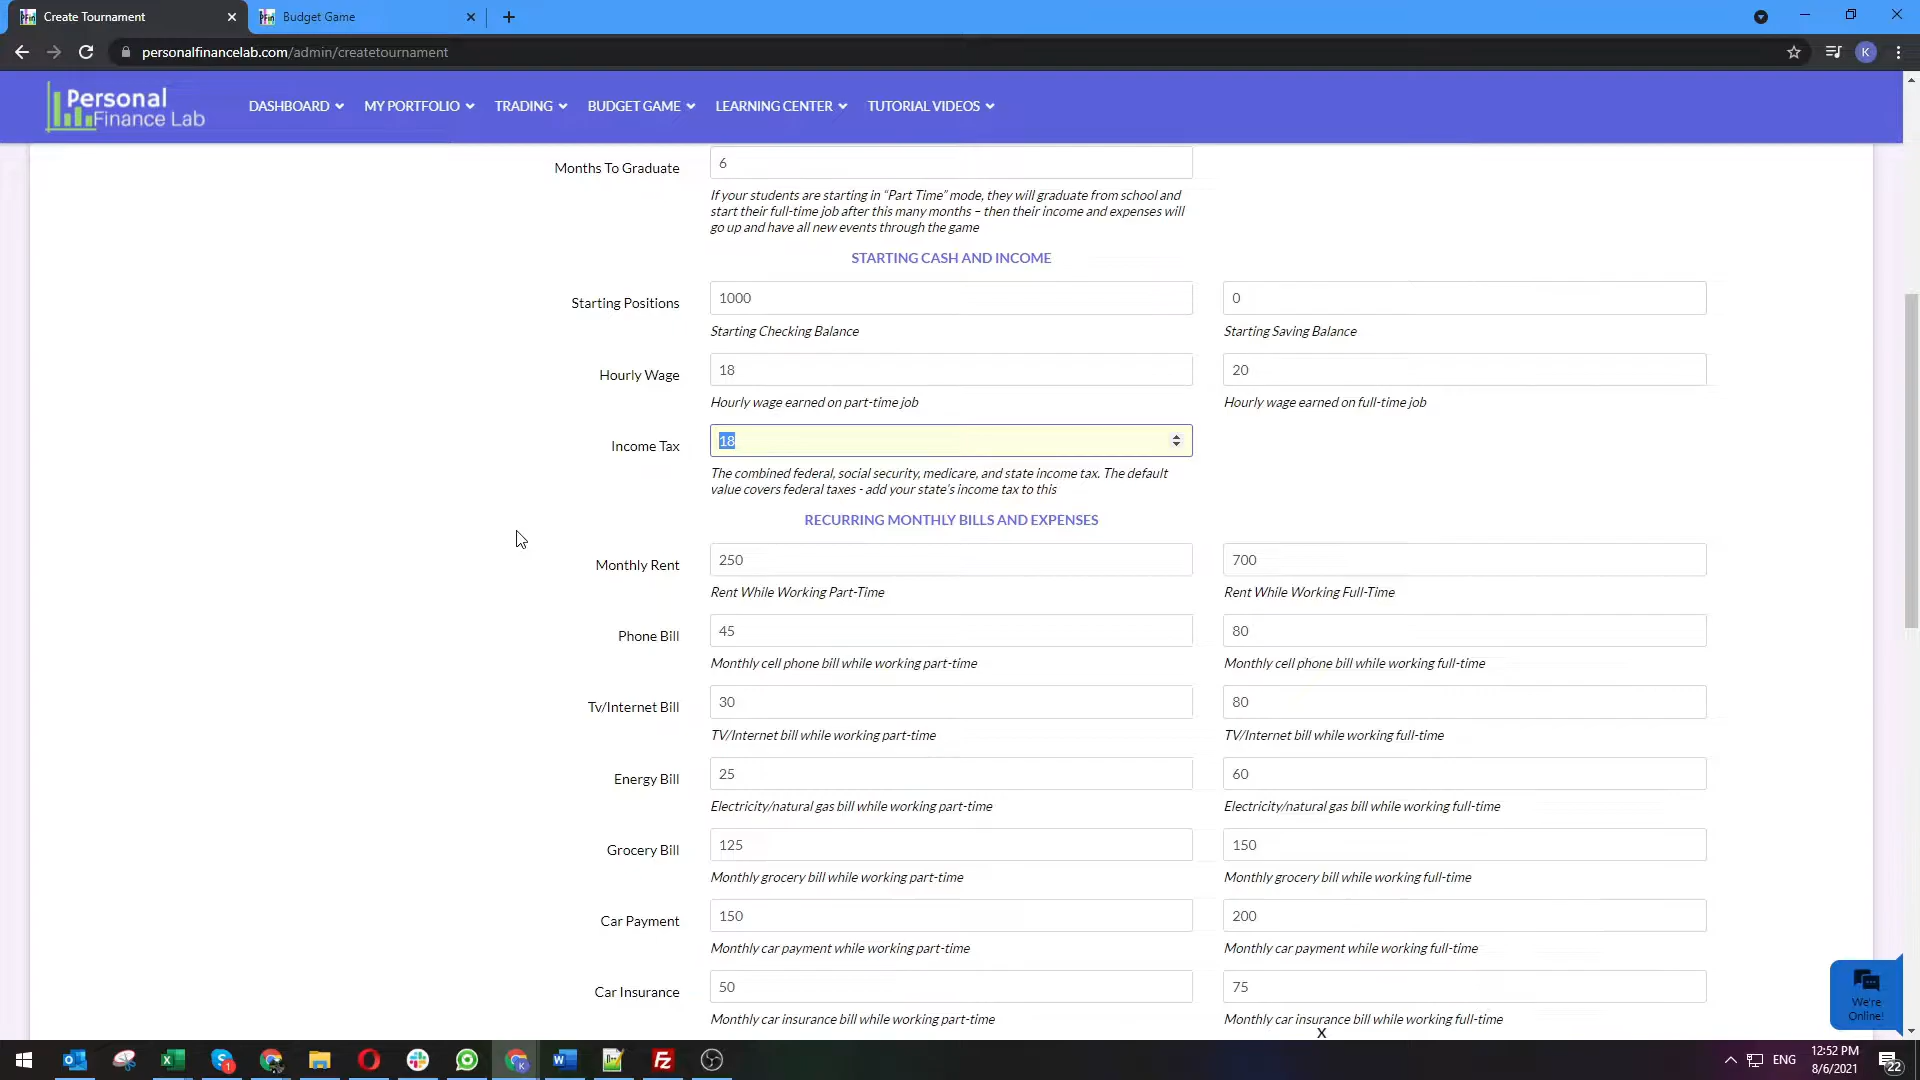 Create Tournament
Budget Game
personalfinancelab.com/admin/createtournament
K
Personal
Finance Lab
DASHBOARD
MY PORTFOLIO
TRADING
BUDGET GAME
LEARNING CENTER
TUTORIAL VIDEOS
Months To Graduate
6
If your students are starting in “Part Time” mode, they will graduate from school and
start their full-time job after this many months – then their income and expenses will
go up and have all new events through the game
STARTING CASH AND INCOME
Starting Positions
1000
0
Starting Checking Balance
Starting Saving Balance
Hourly Wage
18
20
Hourly wage earned on part-time job
Hourly wage earned on full-time job
Income Tax
18
The combined federal, social security, medicare, and state income tax. The default
value covers federal taxes - add your state's income tax to this
RECURRING MONTHLY BILLS AND EXPENSES
Monthly Rent
250
700
Rent While Working Part-Time
Rent While Working Full-Time
Phone Bill
45
80
Monthly cell phone bill while working part-time
Monthly cell phone bill while working full-time
Tv/Internet Bill
30
80
TV/Internet bill while working part-time
TV/Internet bill while working full-time
Energy Bill
25
60
Electricity/natural gas bill while working part-time
Electricity/natural gas bill while working full-time
Grocery Bill
125
150
Monthly grocery bill while working part-time
Monthly grocery bill while working full-time
Car Payment
150
200
Monthly car payment while working part-time
Monthly car payment while working full-time
Car Insurance
50
75
Monthly car insurance bill while working part-time
Monthly car insurance bill while working full-time
X
We're
Online!
ENG
12:52 PM
8/6/2021
22